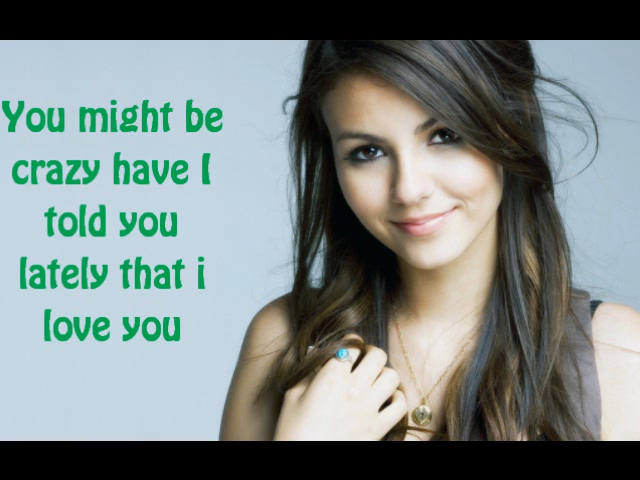 You might be
crazy have I
told you
lately that i
love you